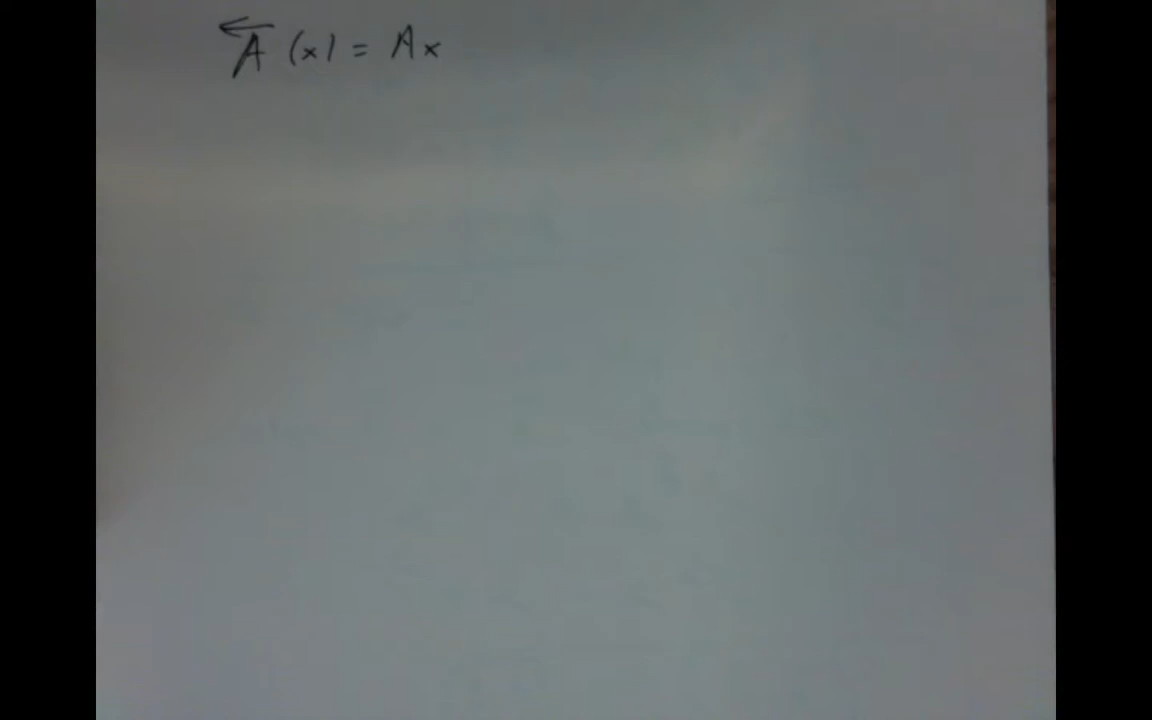 A⃖ (x) = Ax